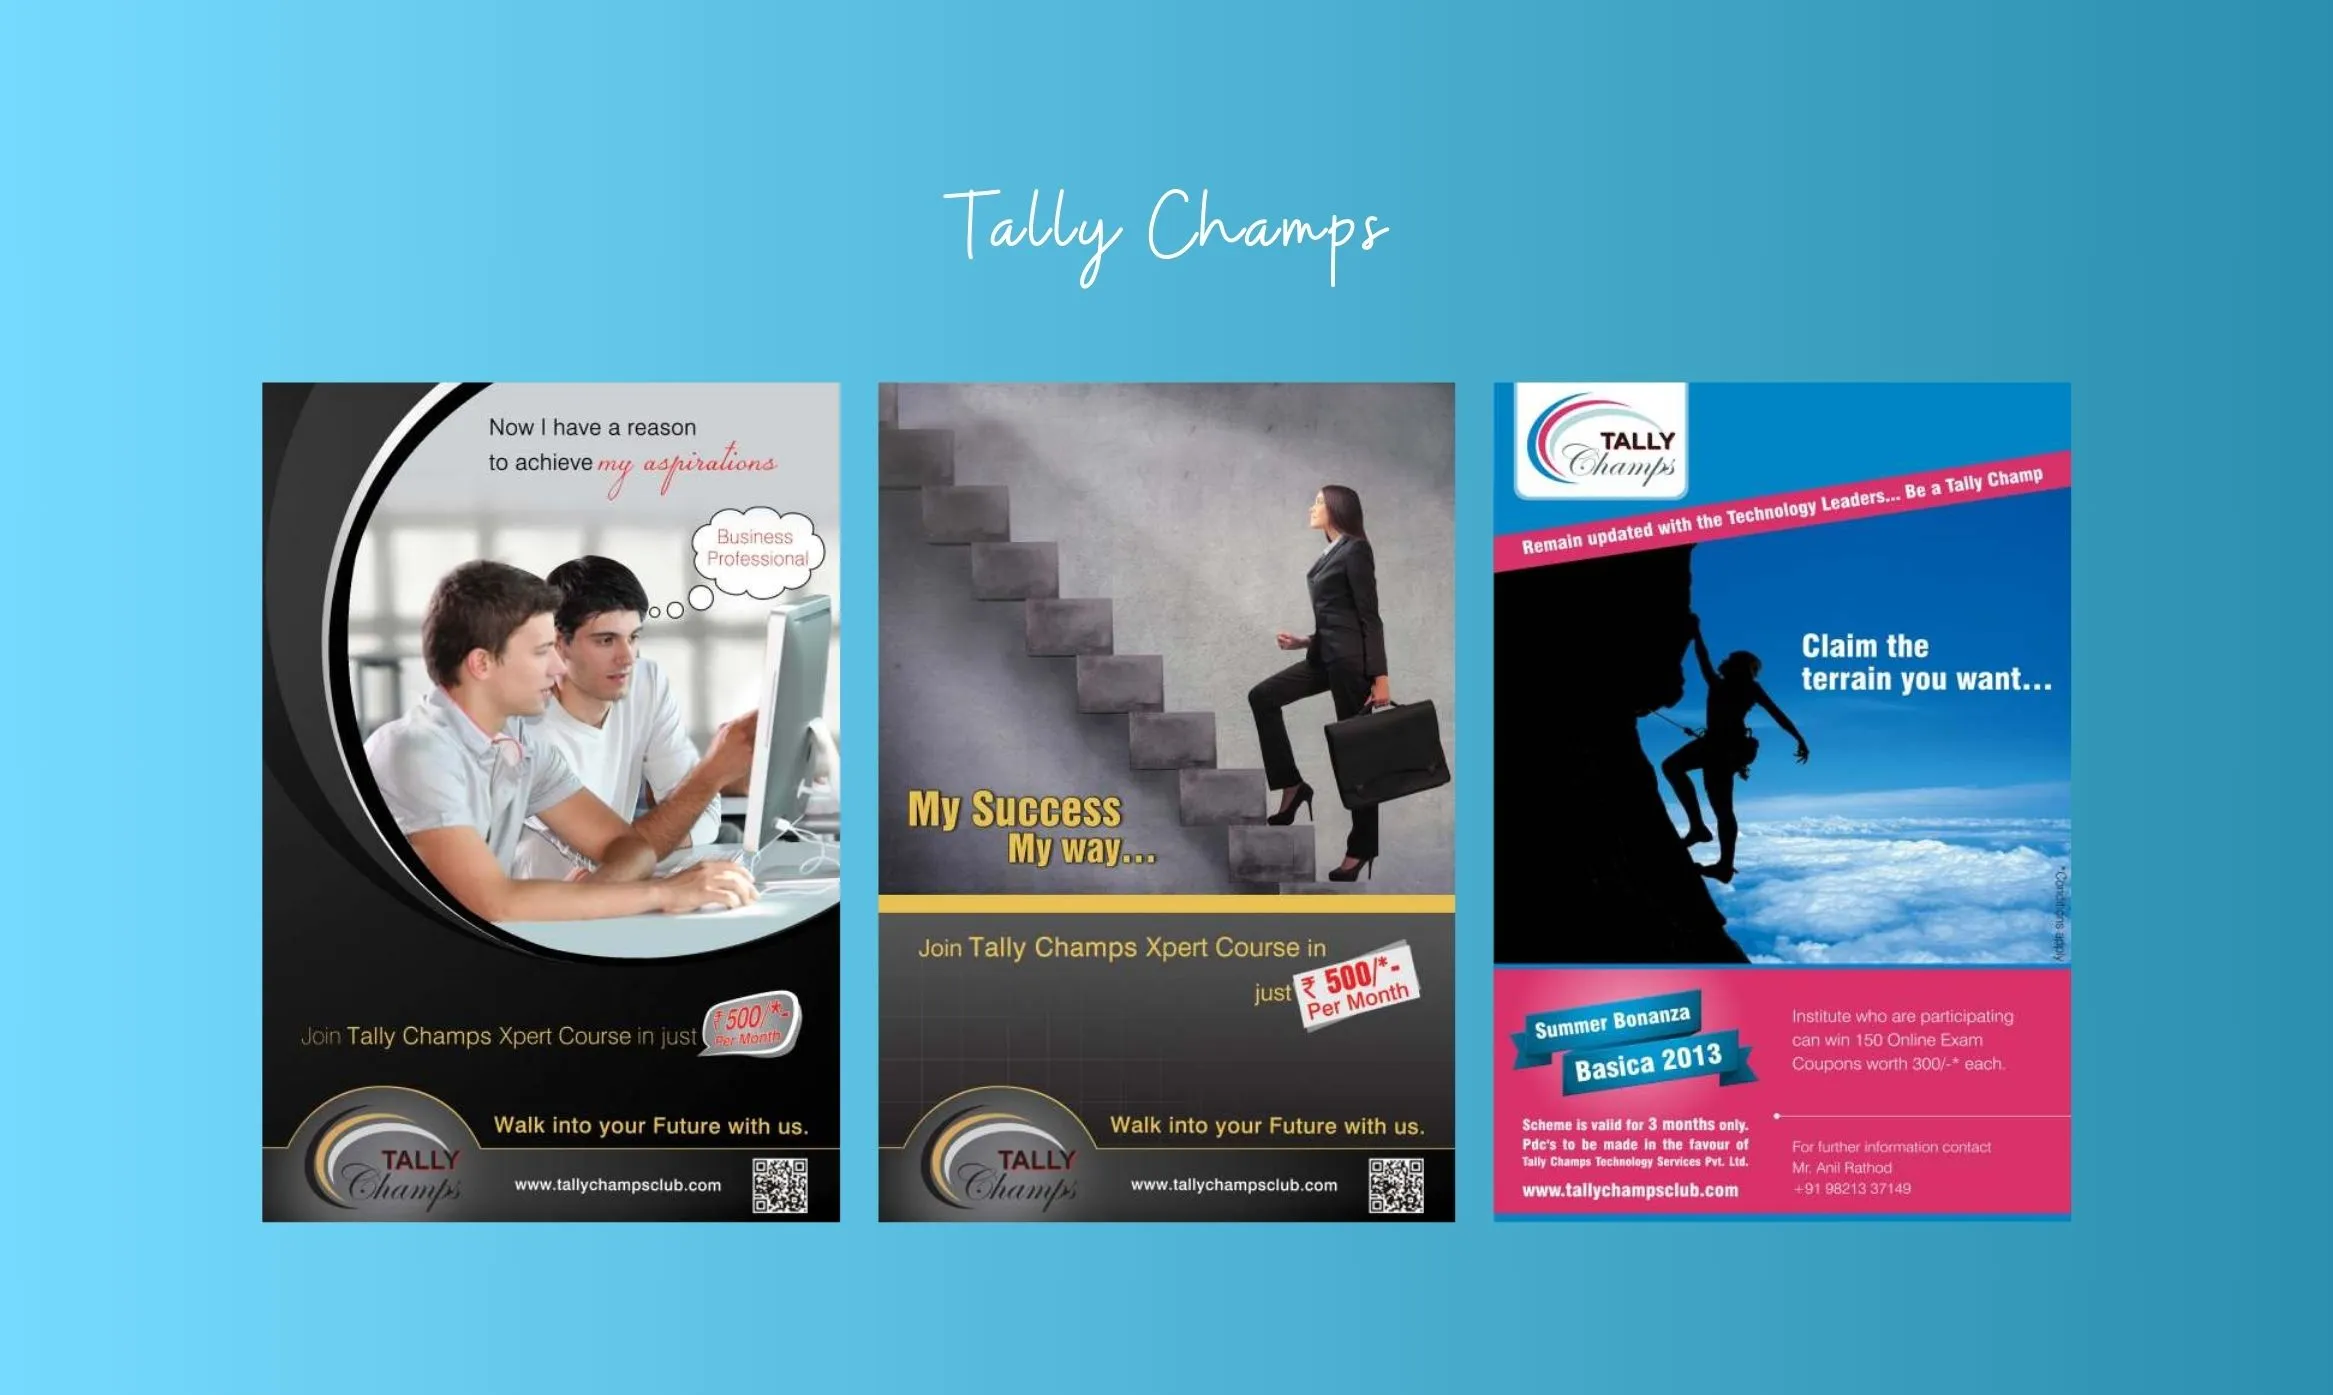 Tally Champs
Now I have a reason
to achieve my aspirations
Business
Professional
Join Tally Champs Xpert Course in just
₹ 500/*-
Per Month
Walk into your Future with us.
TALLY
Champs
www.tallychampsclub.com
My Success
My way...
Join Tally Champs Xpert Course in
just
₹ 500/*-
Per Month
Walk into your Future with us.
TALLY
Champs
www.tallychampsclub.com
TALLY
Champs
Remain updated with the Technology Leaders... Be a Tally Champ
Claim the
terrain you want...
* Conditions apply
Summer Bonanza
Basica 2013
Scheme is valid for 3 months only.
Pdc's to be made in the favour of
Tally Champs Technology Services Pvt. Ltd.
www.tallychampsclub.com
Institute who are participating
can win 150 Online Exam
Coupons worth 300/-* each.
For further information contact
Mr. Anil Rathod
+91 98213 37149